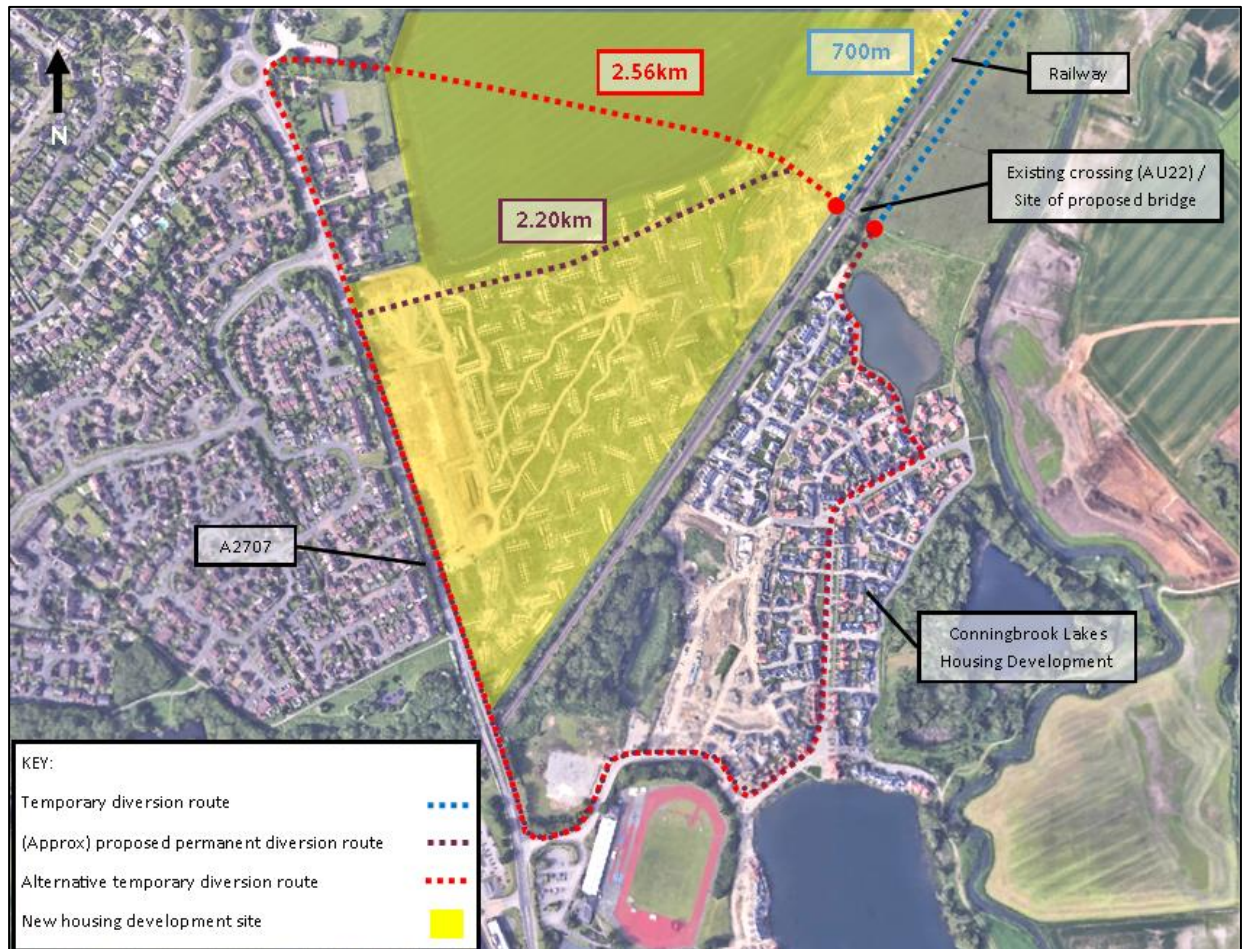 700m
2.56km
Railway
N
Existing crossing (AU22) /
Site of proposed bridge
2.20km
A2707
Conningbrook Lakes
Housing Development
KEY:
Temporary diversion route
(Approx) proposed permanent diversion route
Alternative temporary diversion route
New housing development site